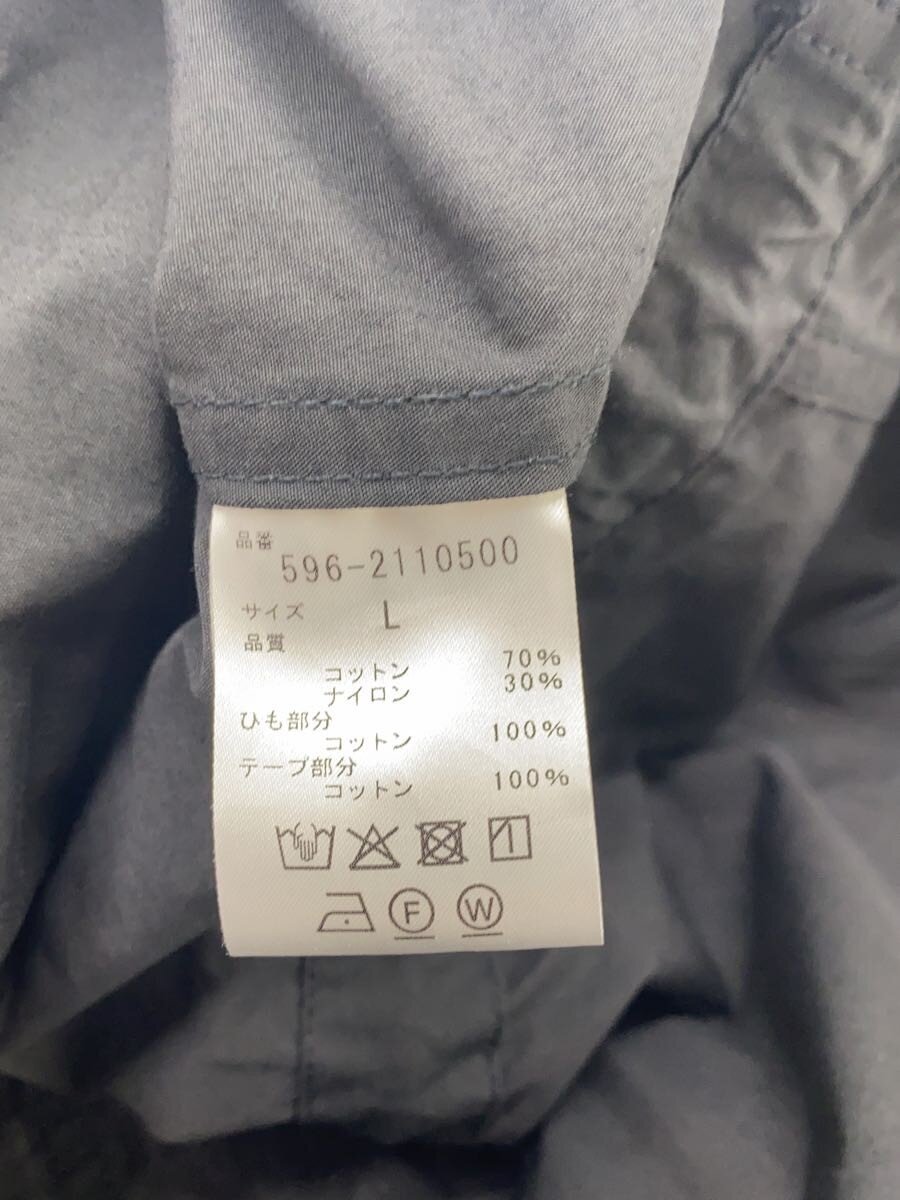 品番
596-2110500
サイズ L
品質
コットン 70%
ナイロン 30%
ひも部分
コットン 100%
テープ部分
コットン 100%
F W